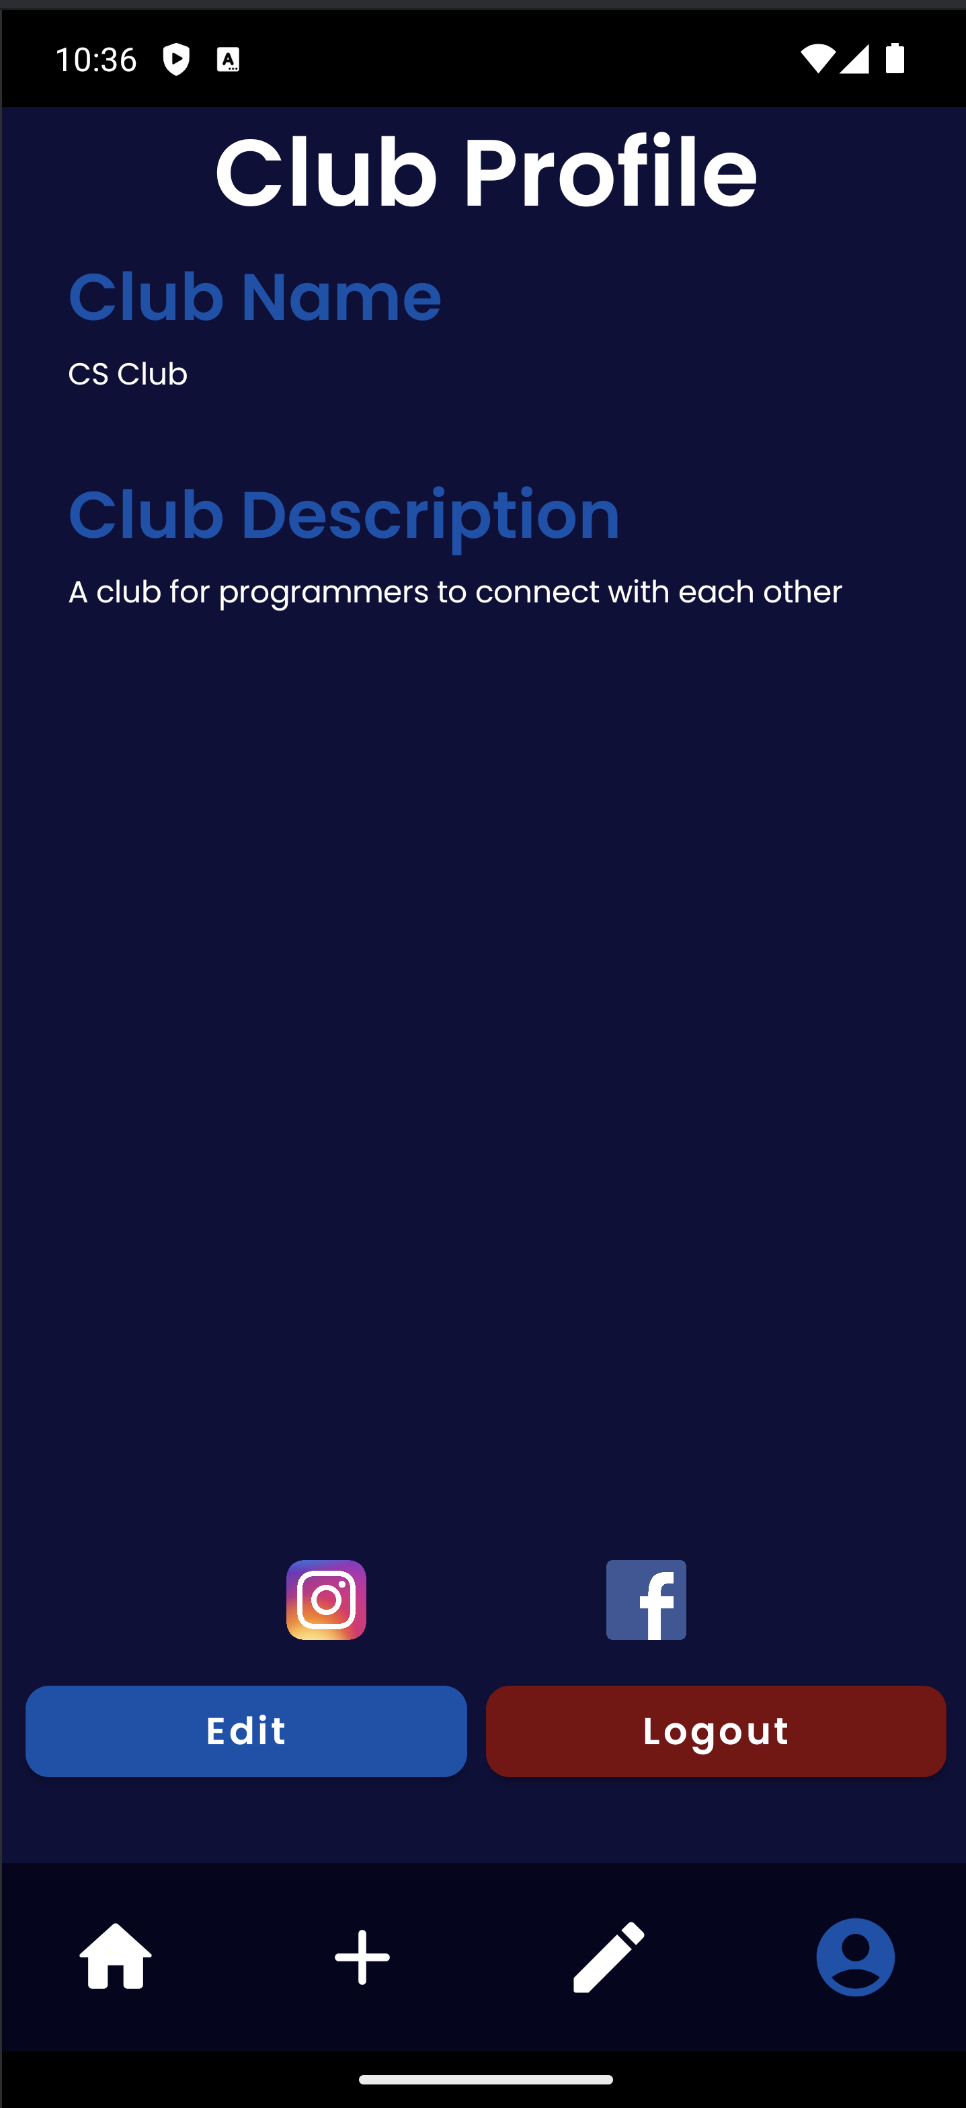 10:36
Club Profile
Club Name
CS Club
Club Description
A club for programmers to connect with each other
Edit
Logout